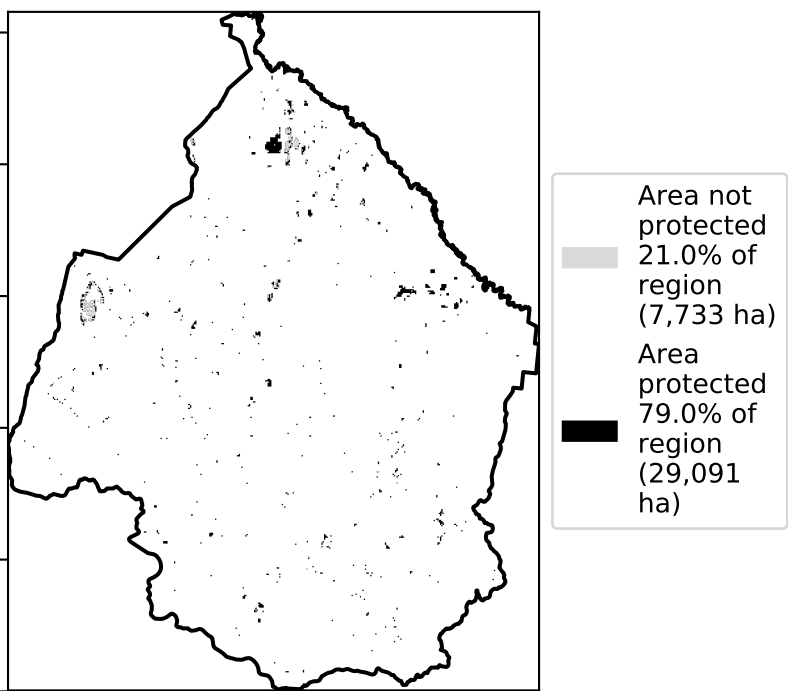 Area not
protected
21.0% of
region
(7,733 ha)
Area
protected
79.0% of
region
(29,091
ha)